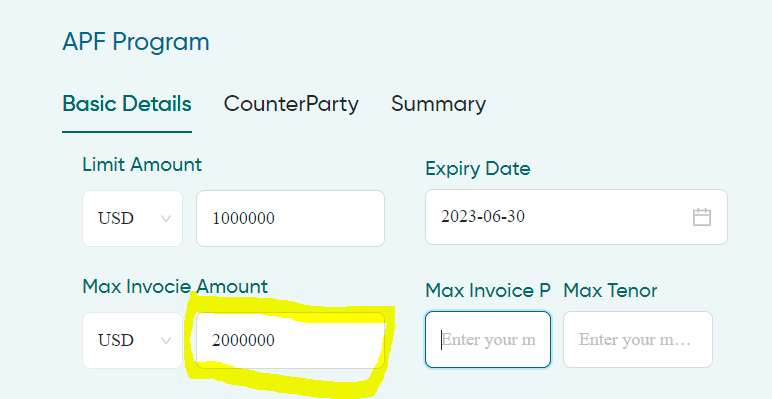 APF Program
Basic Details CounterParty Summary
Limit Amount Expiry Date
USD 1000000 2023-06-30
Max Invocie Amount Max Invoice P Max Tenor
USD 2000000 Enter your m Enter your m...